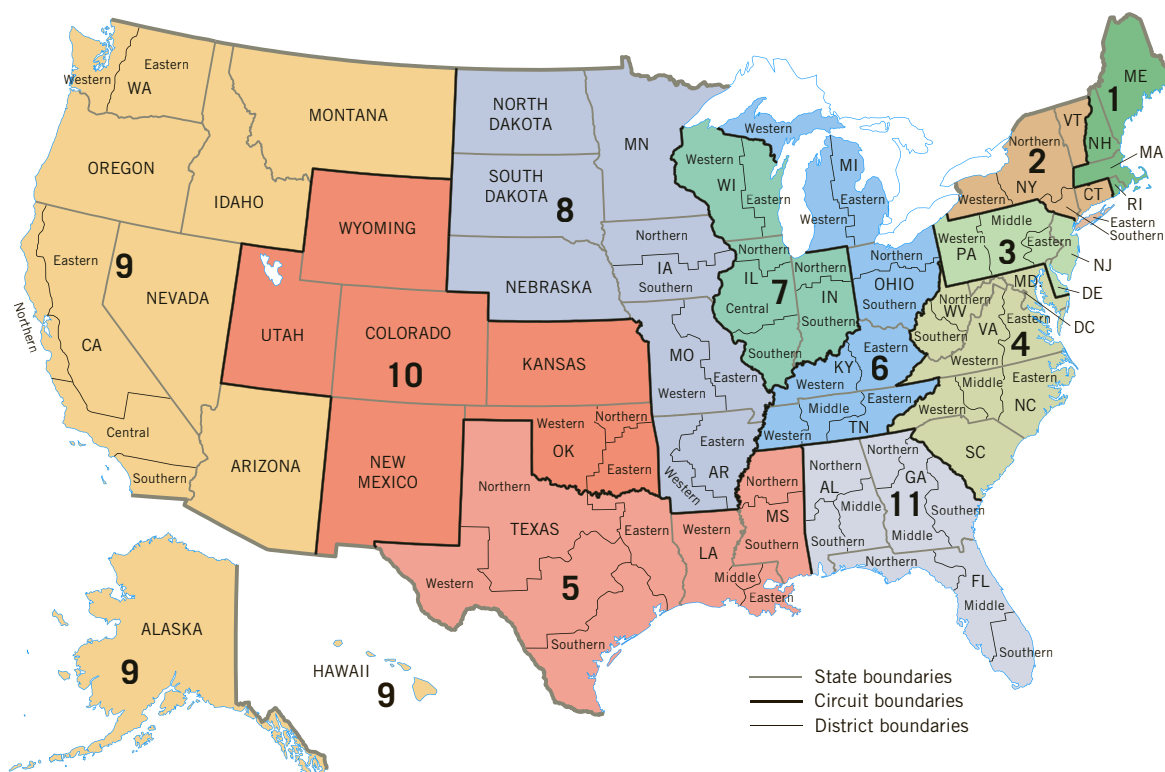 Western
Eastern
WA
OREGON
IDAHO
MONTANA
WYOMING
Eastern
9
NEVADA
Northern
CA
Central
Southern
UTAH
COLORADO
10
ARIZONA
NEW
MEXICO
NORTH
DAKOTA
SOUTH
DAKOTA
8
NEBRASKA
KANSAS
Western
Northern
OK
Eastern
MN
Northern
IA
Southern
MO
Eastern
Western
Eastern
AR
Western
Northern
TEXAS
Eastern
Western
5
Southern
Western
LA
Middle
Eastern
Northern
MS
Southern
Western
WI
Eastern
Northern
IL
7
Central
Southern
Northern
IN
Southern
Western
MI
Western
Eastern
Northern
OHIO
Southern
Eastern
KY
6
Western
Middle
Eastern
TN
Western
Northern
AL
Middle
Southern
Northern
GA
11
Southern
Middle
Northern
FL
Middle
Southern
ME
1
NH
MA
RI
VT
Northern
2
NY
Western
CT
Eastern
Southern
Middle
Western
PA
3
Eastern
NJ
DE
MD
DC
Northern
WV
Southern
Eastern
VA
4
Western
Middle
Eastern
Western
NC
SC
ALASKA
9
HAWAII
9
State boundaries
Circuit boundaries
District boundaries